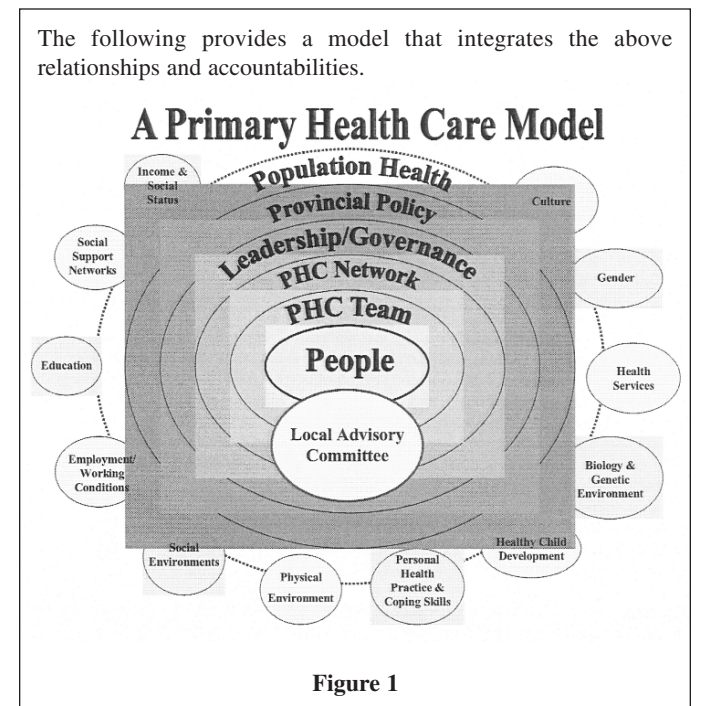 The following provides a model that integrates the above
relationships and accountabilities.
A Primary Health Care Model
Population Health
Provincial Policy
Leadership/Governance
PHC Network
PHC Team
People
Local Advisory
Committee
Income &
Social
Status
Culture
Social
Support
Networks
Gender
Education
Health
Services
Employment/
Working
Conditions
Biology &
Genetic
Environment
Social
Environments
Healthy Child
Development
Physical
Environment
Personal
Health
Practice &
Coping Skills
Figure 1